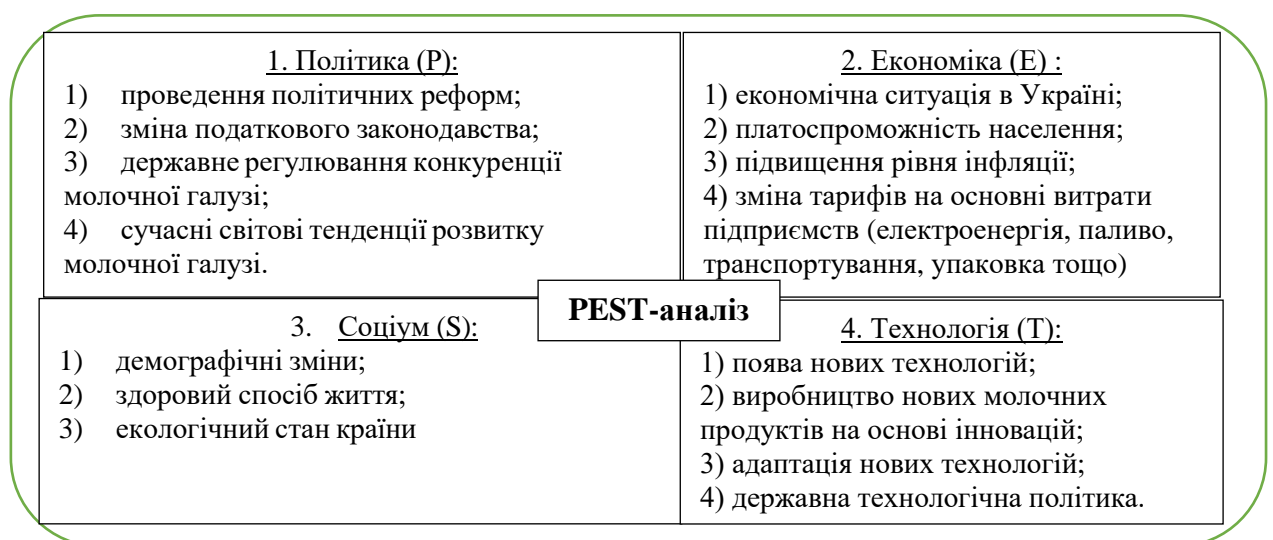 1. Політика (P):
1) проведення політичних реформ;
2) зміна податкового законодавства;
3) державне регулювання конкуренції
молочної галузі;
4) сучасні світові тенденції розвитку
молочної галузі.
2. Економіка (E) :
1) економічна ситуація в Україні;
2) платоспроможність населення;
3) підвищення рівня інфляції;
4) зміна тарифів на основні витрати
підприємств (електроенергія, паливо,
транспортування, упаковка тощо)
PEST-аналіз
3. Соціум (S):
1) демографічні зміни;
2) здоровий спосіб життя;
3) екологічний стан країни
4. Технологія (T):
1) поява нових технологій;
2) виробництво нових молочних
продуктів на основі інновацій;
3) адаптація нових технологій;
4) державна технологічна політика.